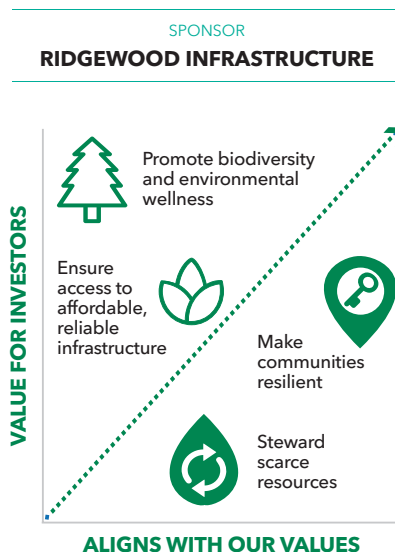 SPONSOR
RIDGEWOOD INFRASTRUCTURE
Promote biodiversity
and environmental
wellness
Ensure
access to
affordable,
reliable
infrastructure
Make
communities
resilient
Steward
scarce
resources
VALUE FOR INVESTORS
ALIGNS WITH OUR VALUES